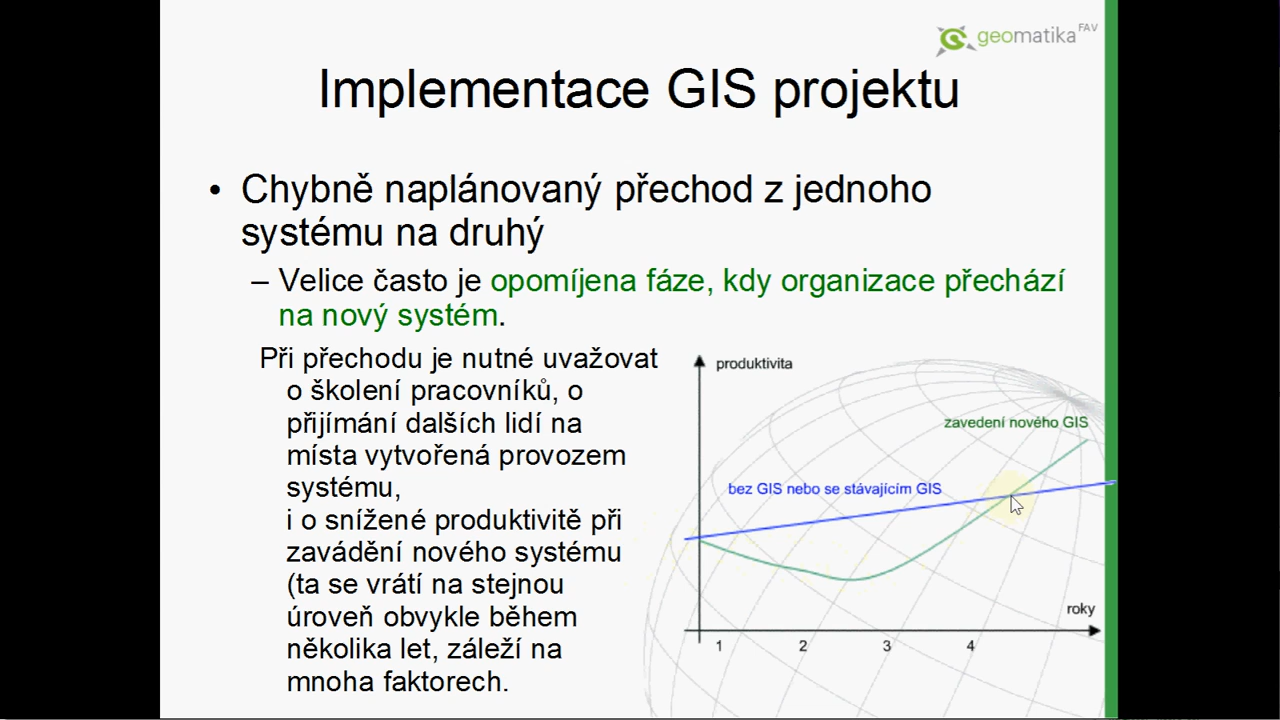 geomatika FAV
Implementace GIS projektu
• Chybně naplánovaný přechod z jednoho
systému na druhý
– Velice často je opomíjena fáze, kdy organizace přechází
na nový systém.
Při přechodu je nutné uvažovat
o školení pracovníků, o
přijímání dalších lidí na
místa vytvořená provozem
systému,
i o snížené produktivitě při
zavádění nového systému
(ta se vrátí na stejnou
úroveň obvykle během
několika let, záleží na
mnoha faktorech.
produktivita
zavedení nového GIS
bez GIS nebo se stávajícím GIS
roky
1 2 3 4